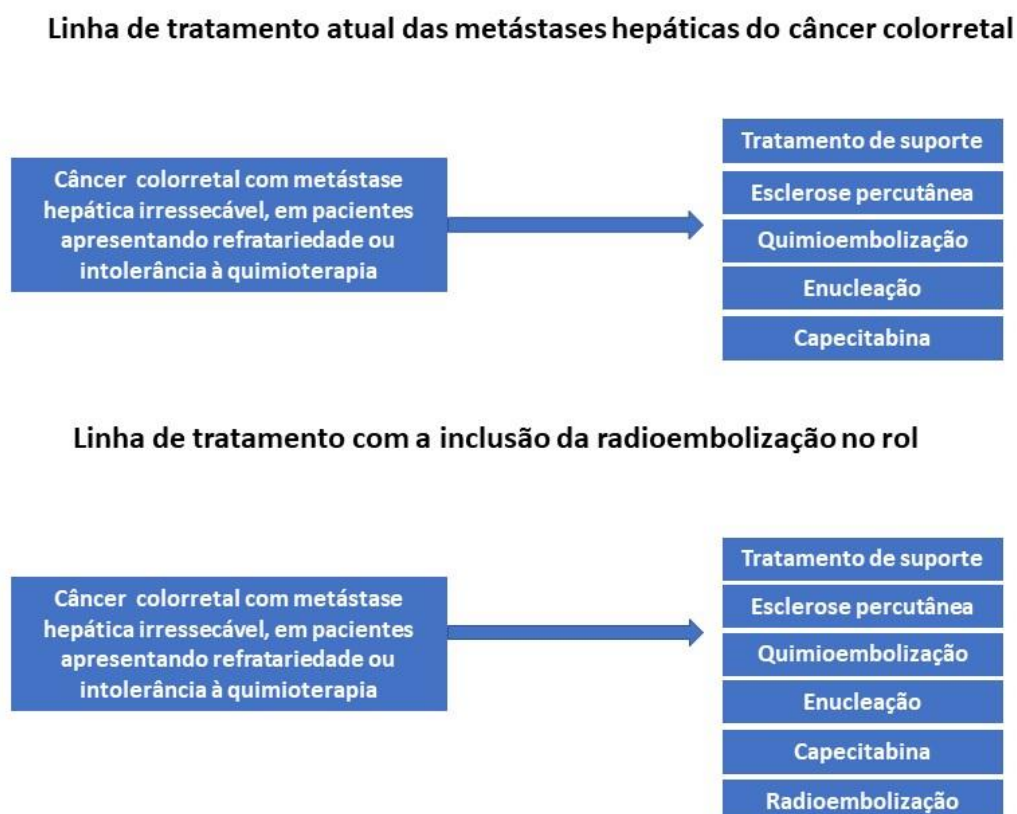 Linha de tratamento atual das metástases hepáticas do câncer colorretal
Câncer colorretal com metástase
hepática irressecável, em pacientes
apresentando refratariedade ou
intolerância à quimioterapia
Tratamento de suporte
Esclerose percutânea
Quimioembolização
Enucleação
Capecitabina
Linha de tratamento com a inclusão da radioembolização no rol
Câncer colorretal com metástase
hepática irressecável, em pacientes
apresentando refratariedade ou
intolerância à quimioterapia
Tratamento de suporte
Esclerose percutânea
Quimioembolização
Enucleação
Capecitabina
Radioembolização